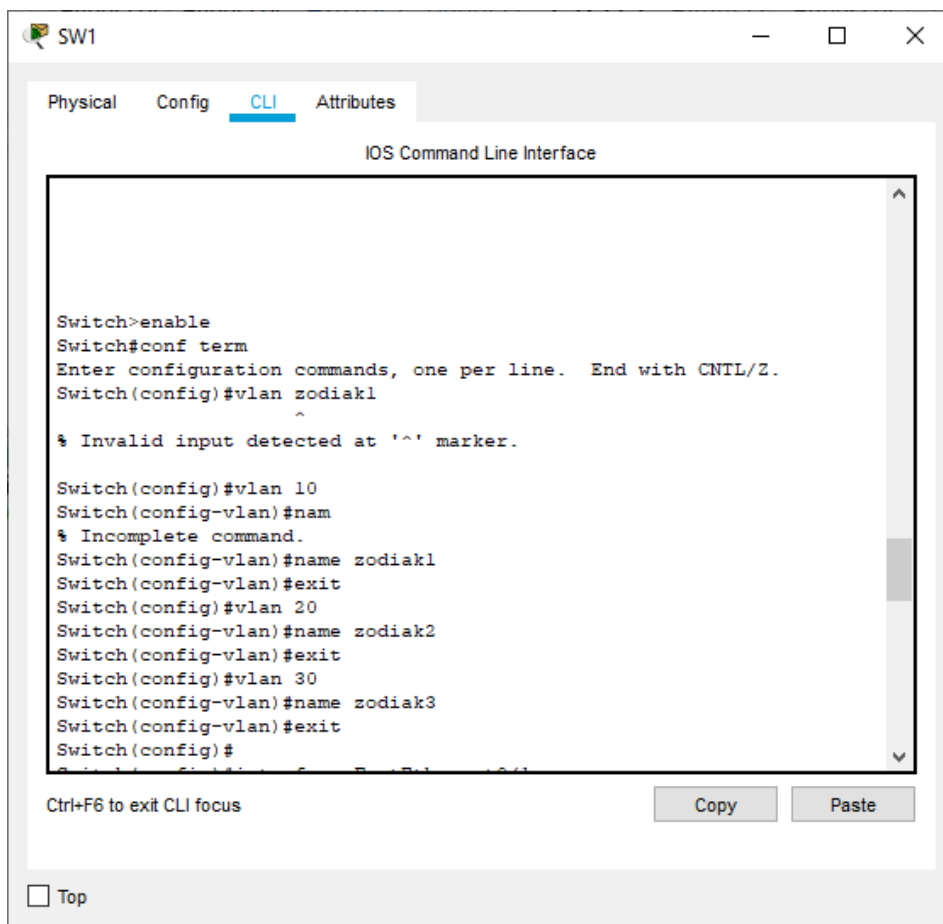 SW1
Physical Config CLI Attributes
IOS Command Line Interface
Switch>enable
Switch#conf term
Enter configuration commands, one per line.  End with CNTL/Z.
Switch(config)#vlan zodiak1
^
% Invalid input detected at '^' marker.
Switch(config)#vlan 10
Switch(config-vlan)#nam
% Incomplete command.
Switch(config-vlan)#name zodiak1
Switch(config-vlan)#exit
Switch(config)#vlan 20
Switch(config-vlan)#name zodiak2
Switch(config-vlan)#exit
Switch(config)#vlan 30
Switch(config-vlan)#name zodiak3
Switch(config-vlan)#exit
Switch(config)#
Ctrl+F6 to exit CLI focus
Copy Paste
Top